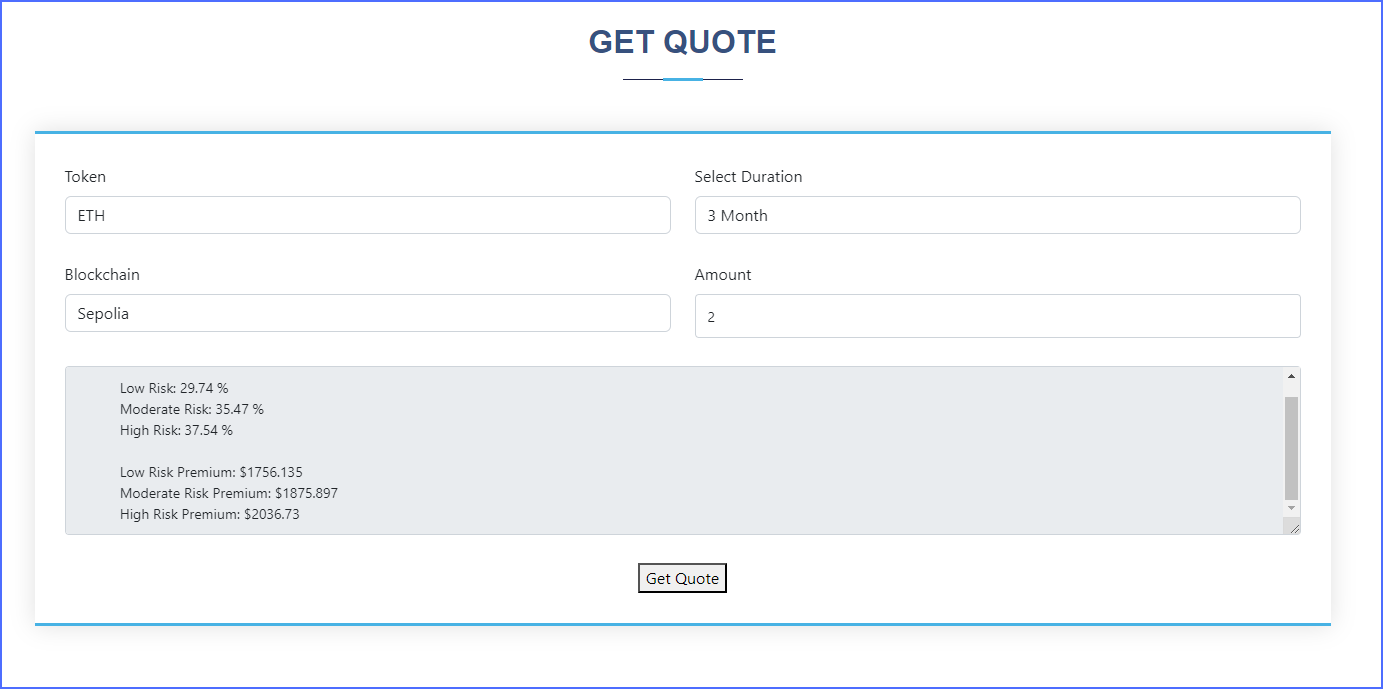 GET QUOTE
Token
Select Duration
ETH
3 Month
Blockchain
Amount
Sepolia
2
Low Risk: 29.74 %
Moderate Risk: 35.47 %
High Risk: 37.54 %
Low Risk Premium: $1756.135
Moderate Risk Premium: $1875.897
High Risk Premium: $2036.73
Get Quote